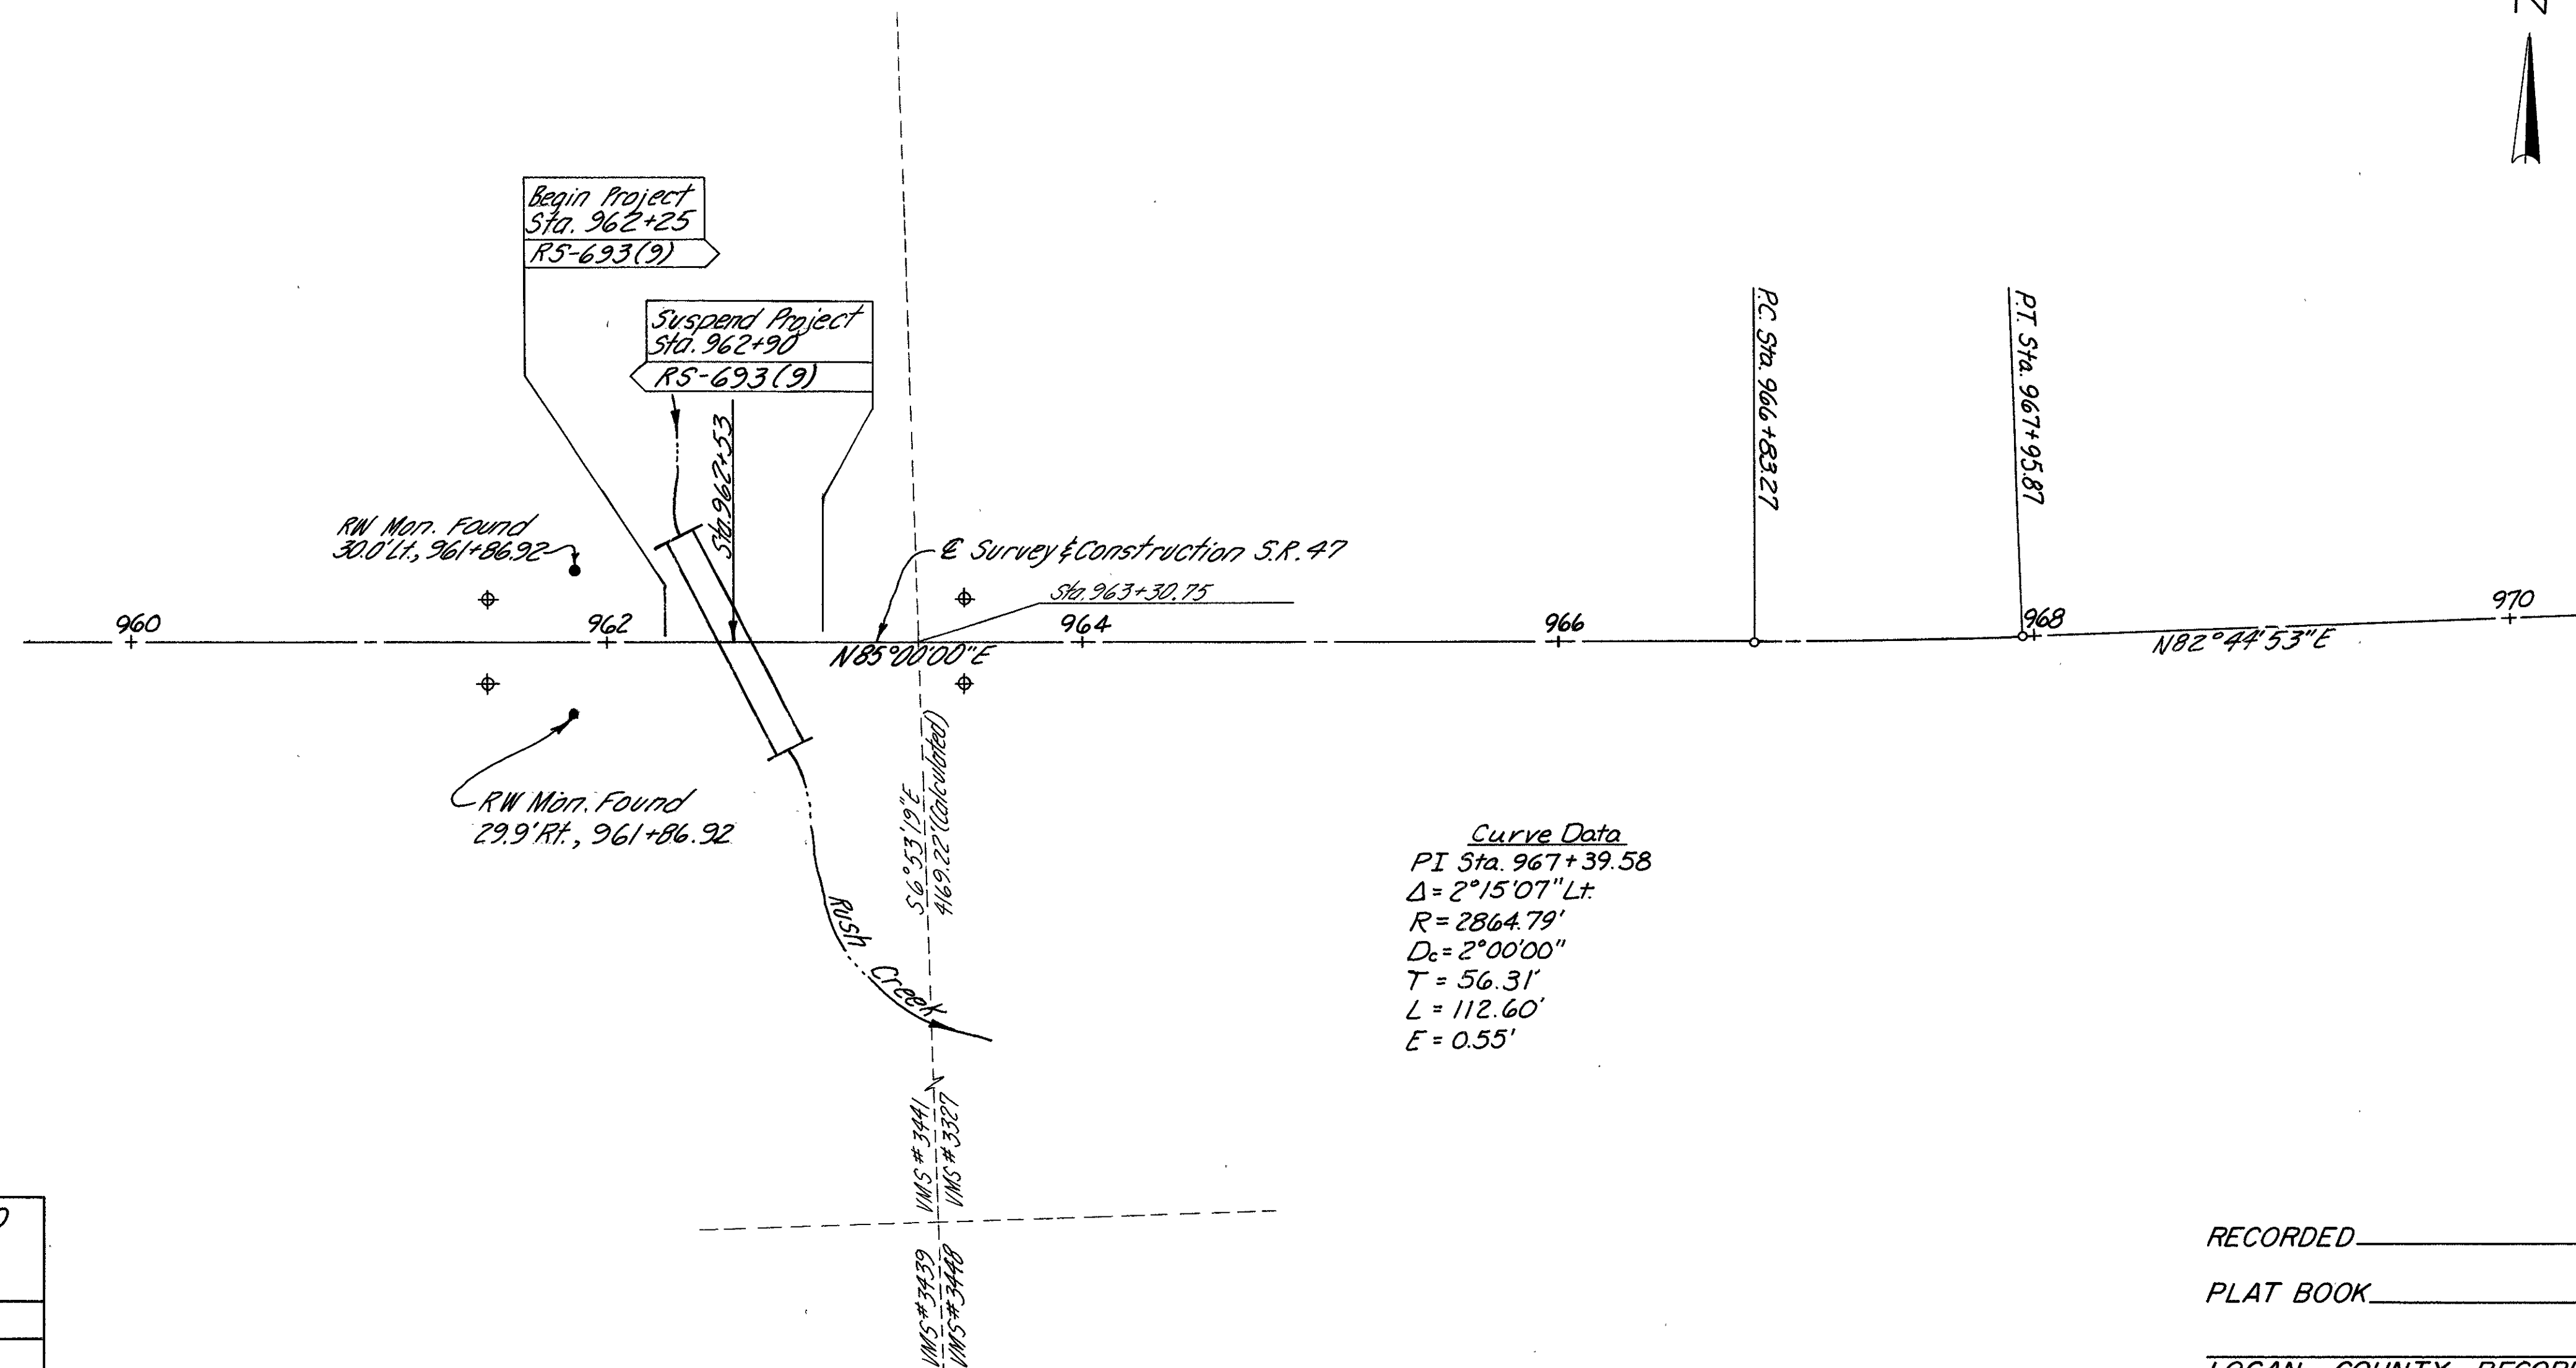 Z
Begin Project
Sta. 962+25
RS-693(9)
Suspend Project
Sta. 962+90
RS-693(9)
Sta. 962+53
P.C. Sta. 966+83.27
P.T. Sta. 967+95.87
RW Mon. Found
30.0' Lt., 961+86.92
℄ Survey & Construction S.R. 47
Sta. 963+30.75
960
962
964
966
968
970
N85°00'00"E
N82°44'53"E
RW Mon. Found
29.9' Rt., 961+86.92
S6°53'19"E
4169.22' (Calculated)
Rush Creek
Curve Data
PI Sta. 967+39.58
Δ = 2°15'07" Lt.
R = 2864.79'
Dc = 2°00'00"
T = 56.31'
L = 112.60'
E = 0.55'
VMS # 3441
VMS # 3327
VMS # 3439
VMS # 3448
RECORDED
PLAT BOOK
LOGAN COUNTY